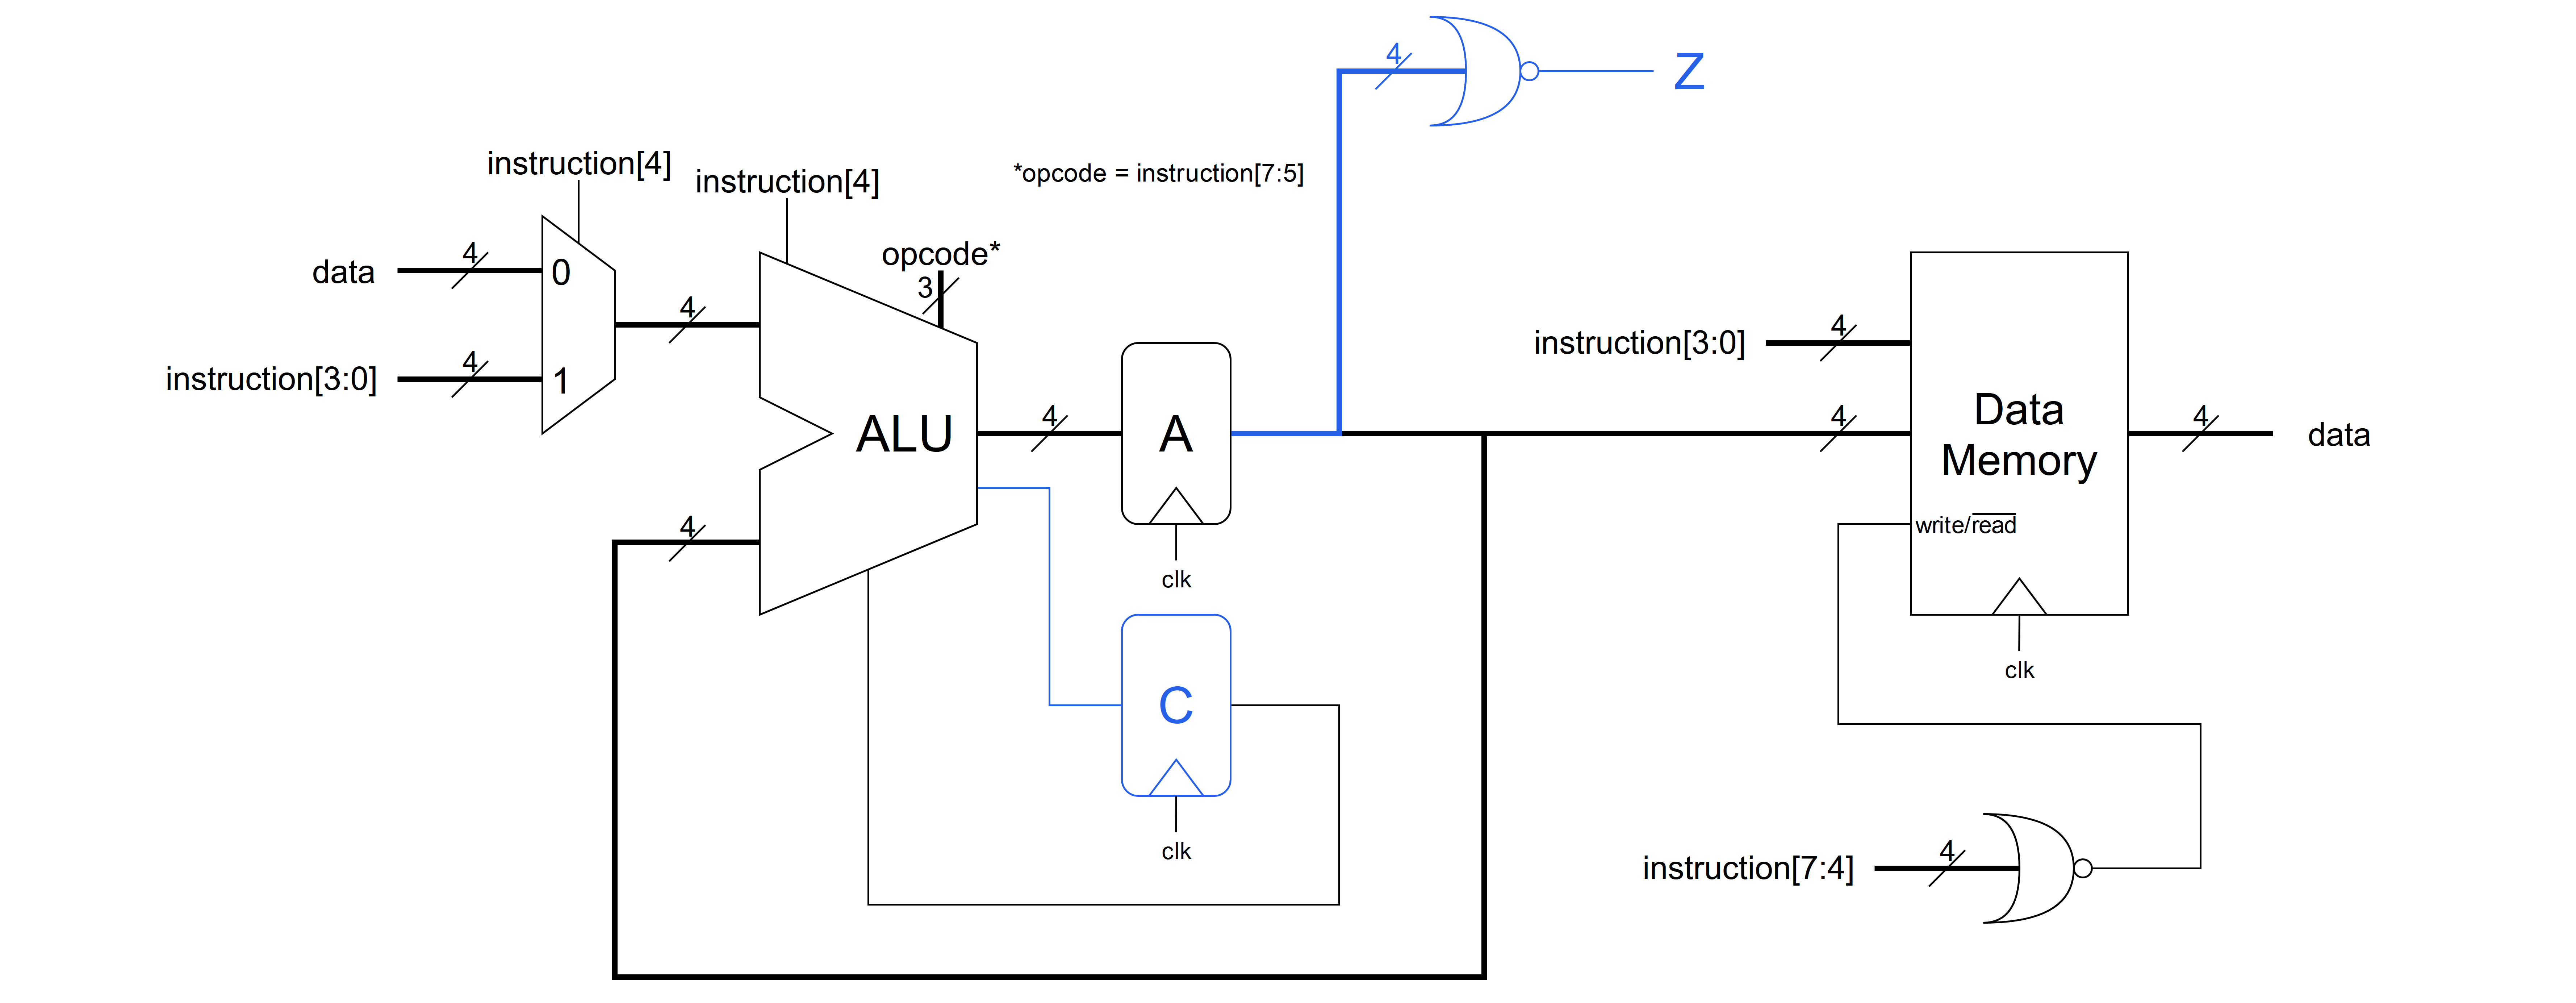 4
Z
instruction[4]
instruction[4]
*opcode = instruction[7:5]
opcode*
3
data
4
0
4
instruction[3:0]
4
1
ALU
4
A
clk
4
C
clk
instruction[3:0]
4
4
Data
Memory
write/read
clk
4
data
instruction[7:4]
4